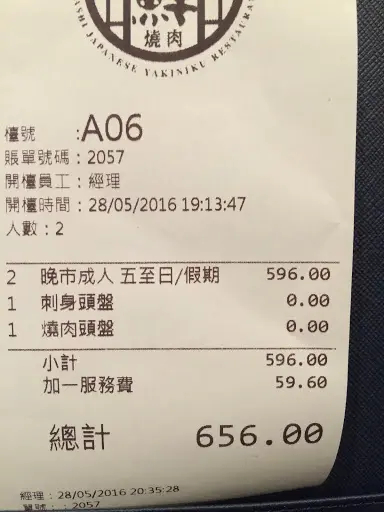 鮮
燒肉
ASHI JAPANESE YAKINIKU RESTAURA
檯號 :A06
賬單號碼：2057
開檯員工：經理
開檯時間：28/05/2016 19:13:47
人數：2
2 晚市成人 五至日/假期 596.00
1 刺身頭盤 0.00
1 燒肉頭盤 0.00
小計 596.00
加一服務費 59.60
總計 656.00
經理：28/05/2016 20:35:28
單號：：2057